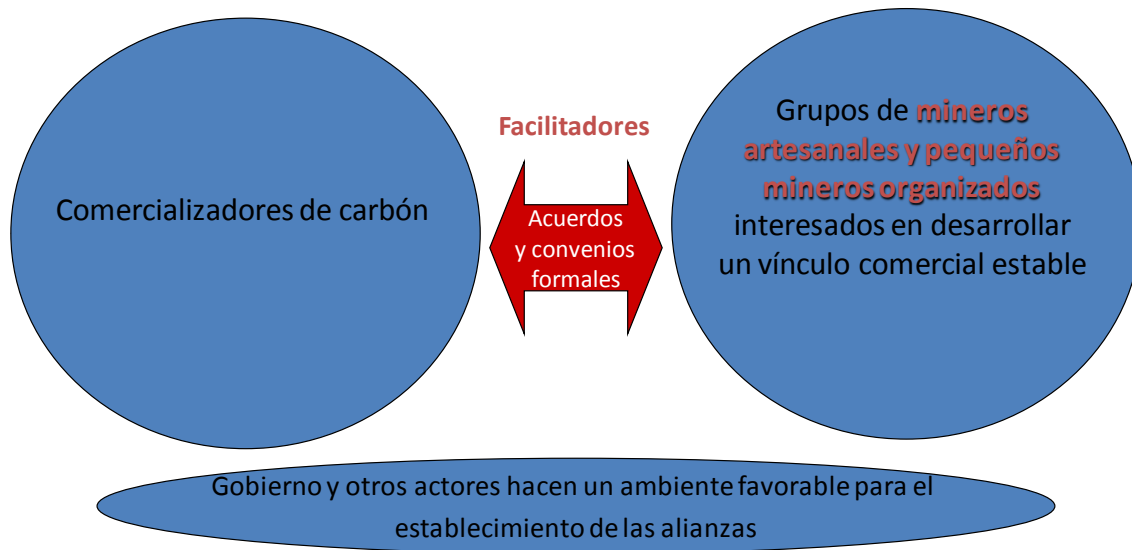 Comercializadores de carbón
Facilitadores
Acuerdos
y convenios
formales
Grupos de mineros
artesanales y pequeños
mineros organizados
interesados en desarrollar
un vínculo comercial estable
Gobierno y otros actores hacen un ambiente favorable para el
establecimiento de las alianzas